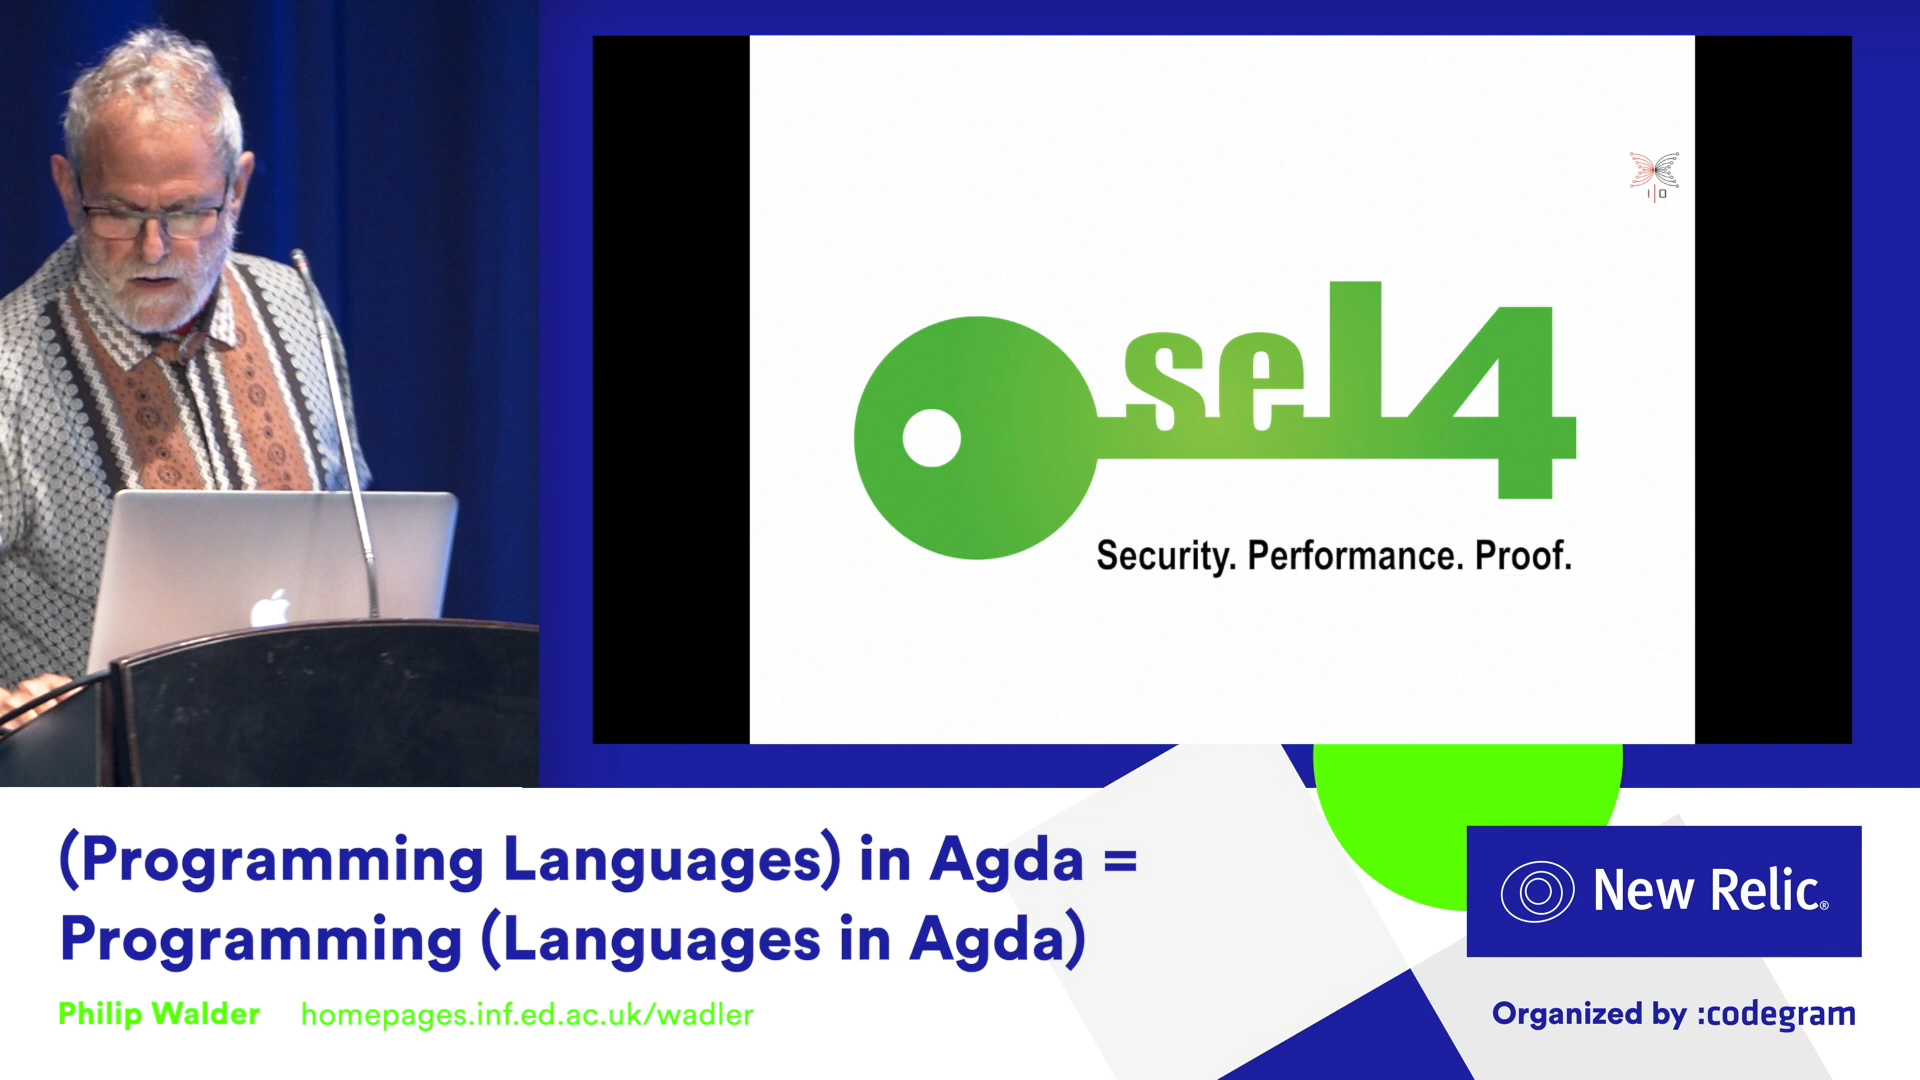 I|O
sel4
Security. Performance. Proof.
(Programming Languages) in Agda =
Programming (Languages in Agda)
Philip Walder homepages.inf.ed.ac.uk/wadler
New Relic®
Organized by :codegram